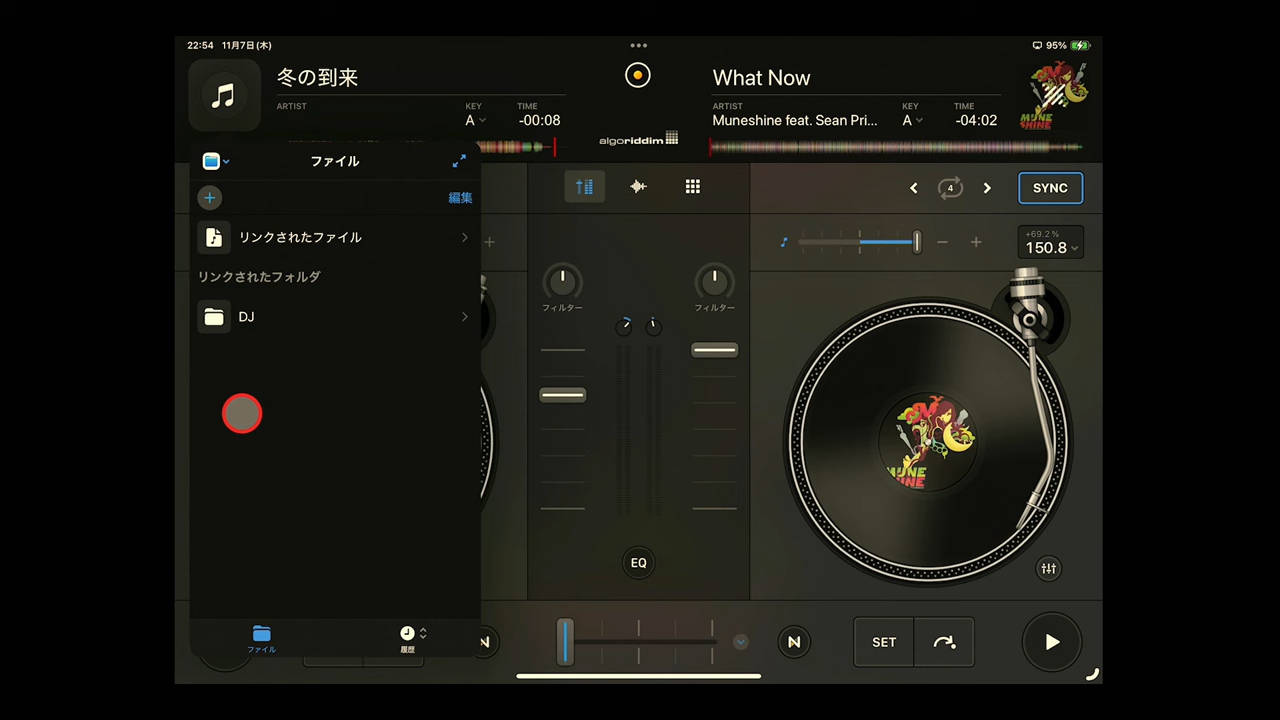 22:54 11月7日(木)
95%
冬の到来
What Now
ARTIST
KEY
TIME
A
-00:08
ARTIST
KEY
TIME
Muneshine feat. Sean Pri...
A
-04:02
algoriddim
MUNE
SHINE
ファイル
編集
リンクされたファイル
リンクされたフォルダ
DJ
4
SYNC
+69.2%
150.8
フィルター
フィルター
MUNE
SHINE
EQ
ファイル
履歴
N
N
SET